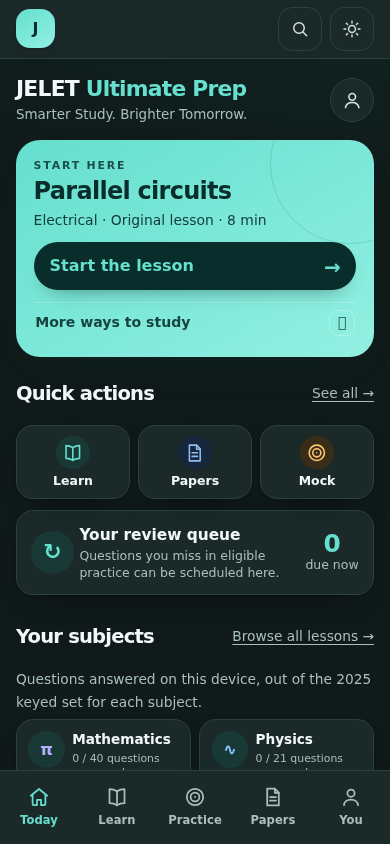 J
JELET Ultimate Prep
Smarter Study. Brighter Tomorrow.
START HERE
Parallel circuits
Electrical · Original lesson · 8 min
Start the lesson →
More ways to study
Quick actions See all →
Learn Papers Mock
Your review queue
Questions you miss in eligible
practice can be scheduled here.
0
due now
Your subjects Browse all lessons →
Questions answered on this device, out of the 2025
keyed set for each subject.
π Mathematics
0 / 40 questions
∿ Physics
0 / 21 questions
Today Learn Practice Papers You